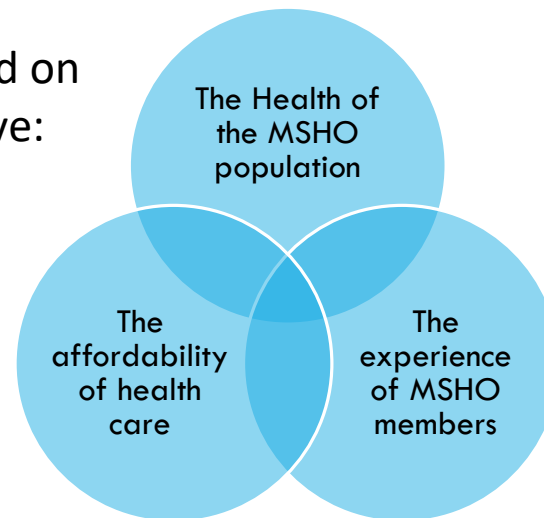 d on
ve:
The Health of
the MSHO
population
The
affordability
of health
care
The
experience
of MSHO
members